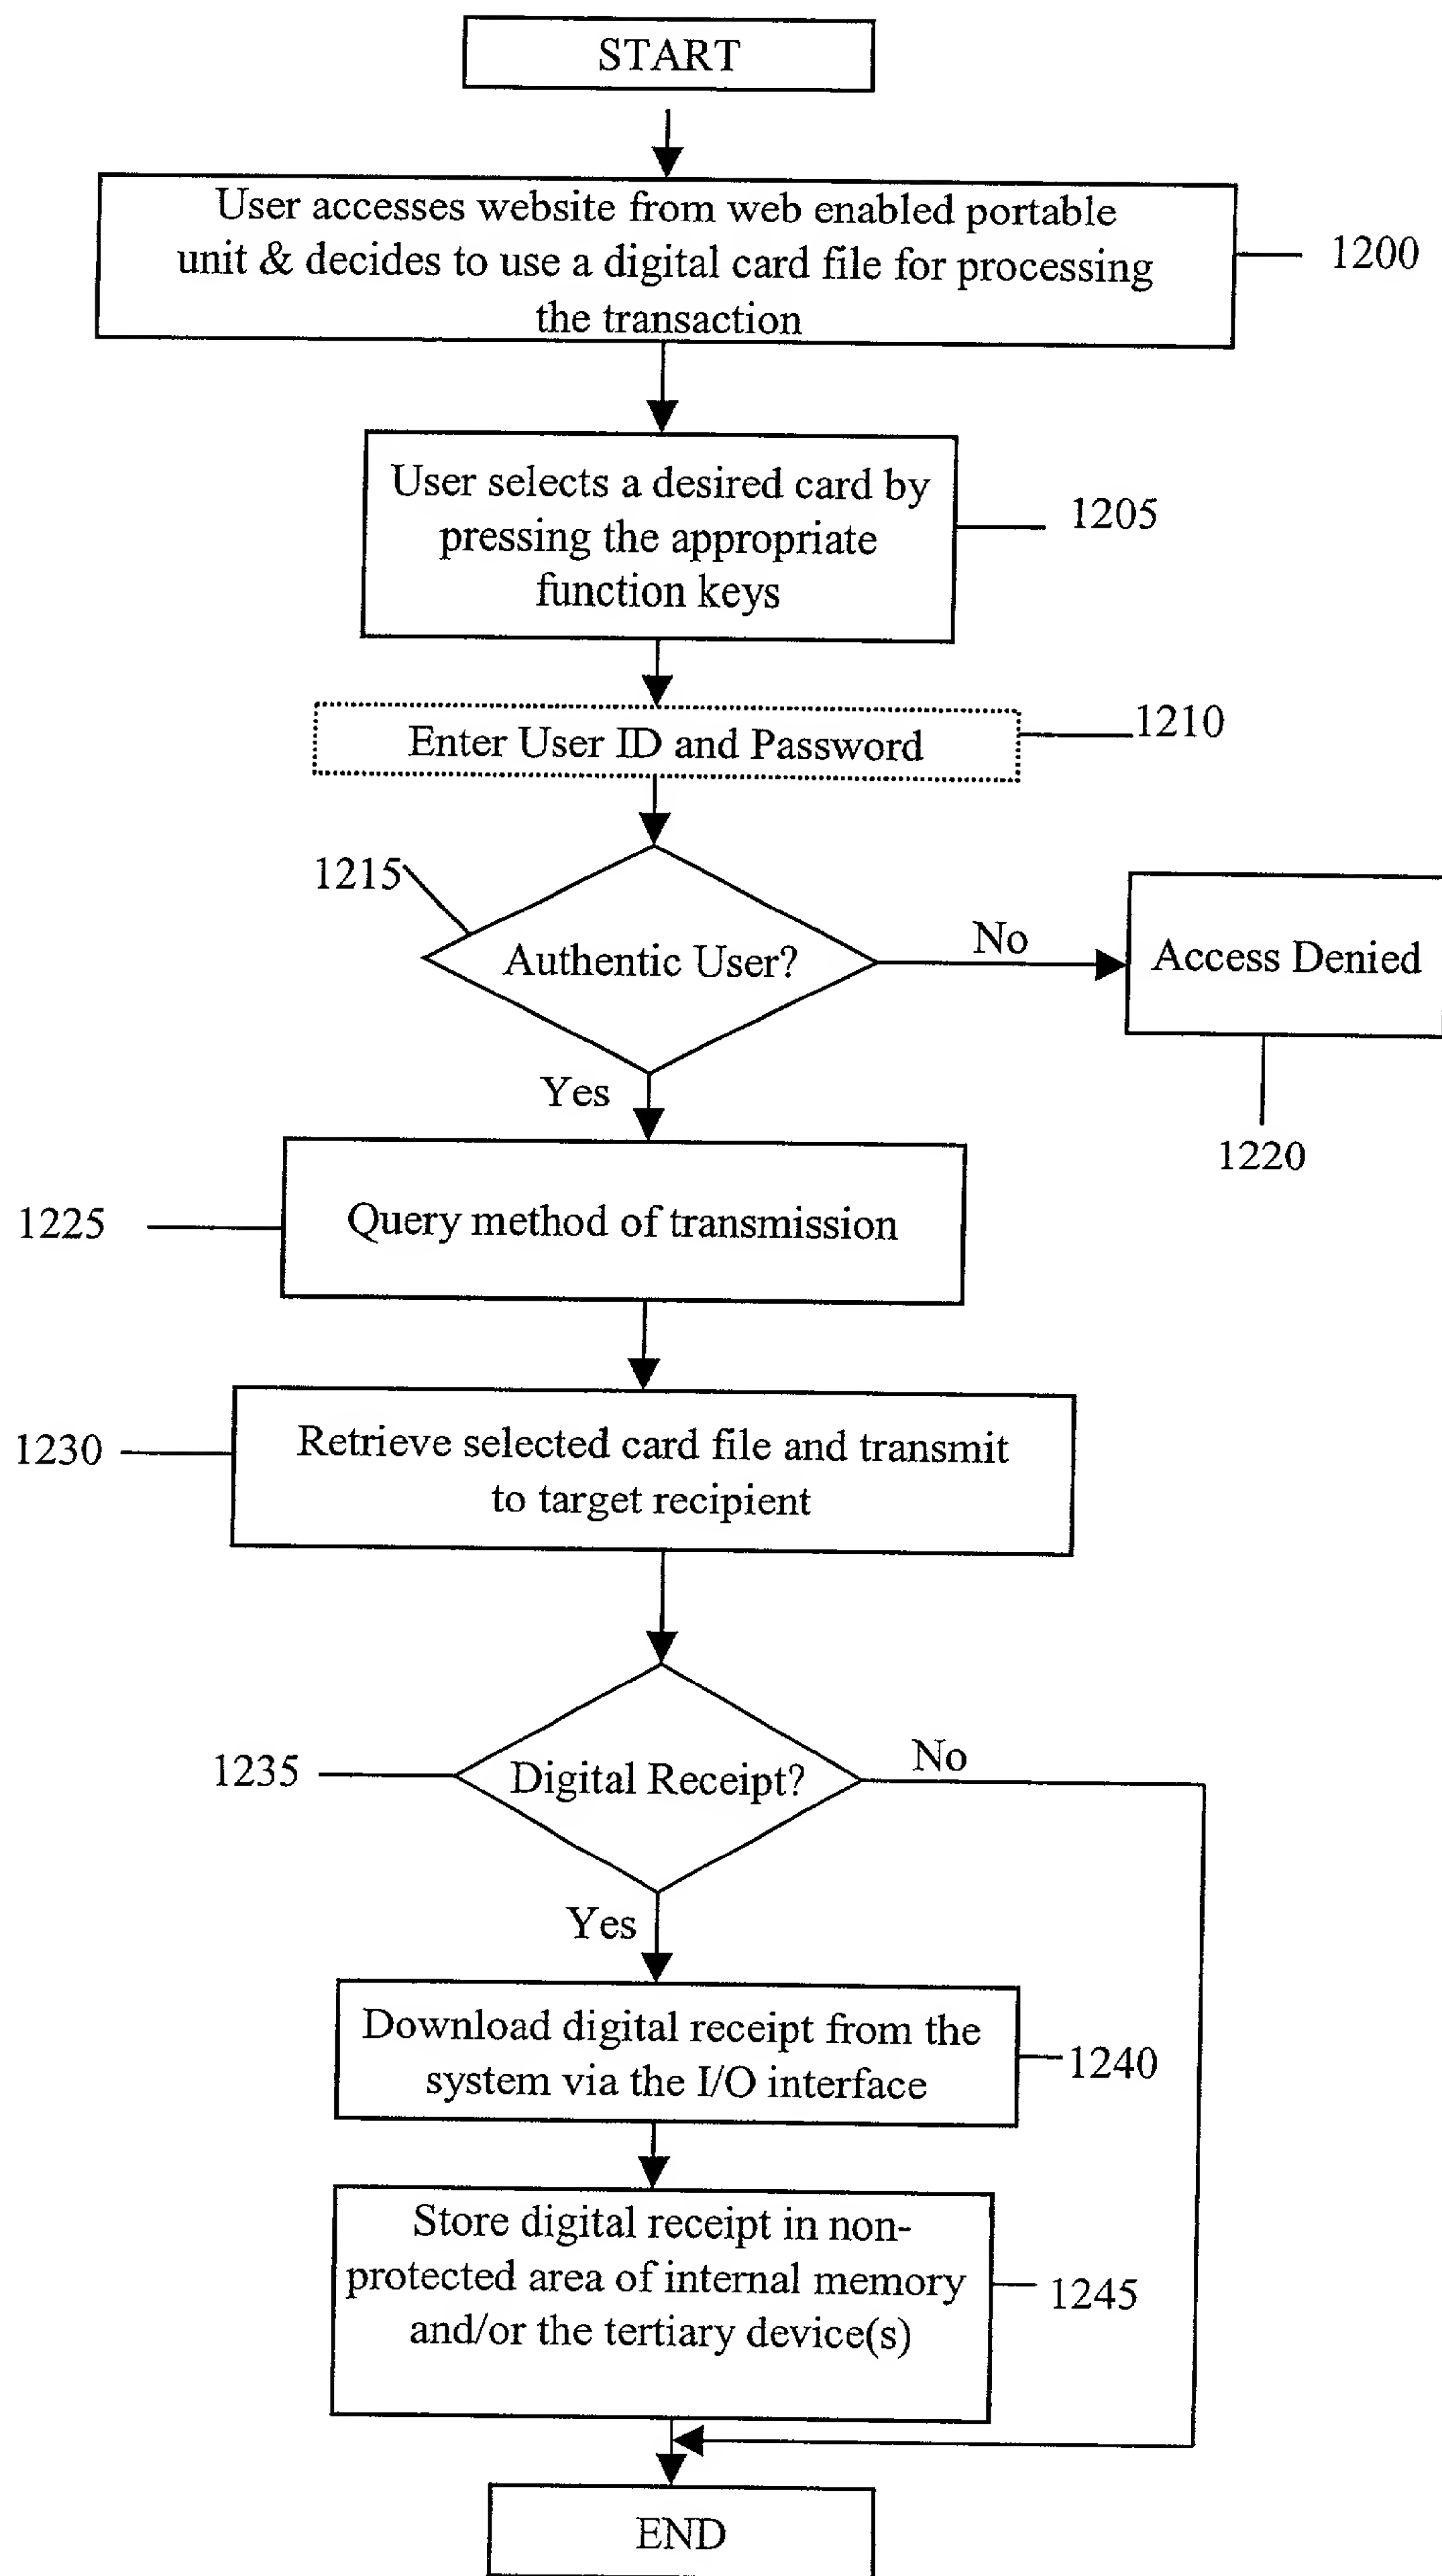 START
User accesses website from web enabled portable
unit & decides to use a digital card file for processing
the transaction
1200
User selects a desired card by
pressing the appropriate
function keys
1205
Enter User ID and Password
1210
1215
Authentic User?
No
Access Denied
Yes
1220
1225
Query method of transmission
1230
Retrieve selected card file and transmit
to target recipient
1235
Digital Receipt?
No
Yes
Download digital receipt from the
system via the I/O interface
1240
Store digital receipt in non-
protected area of internal memory
and/or the tertiary device(s)
1245
END